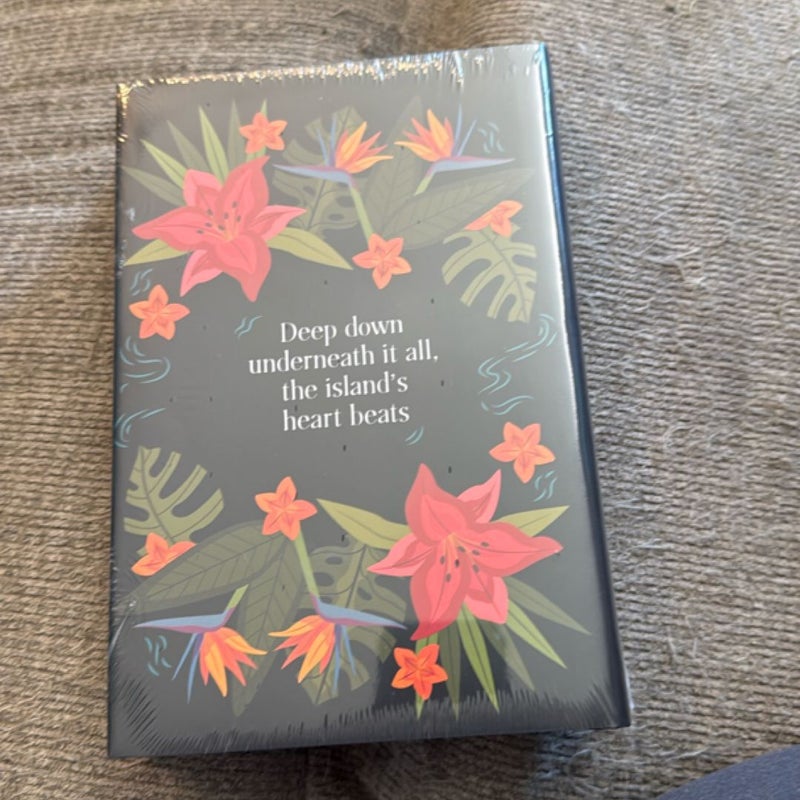 Deep down
underneath it all,
the island's
heart beats